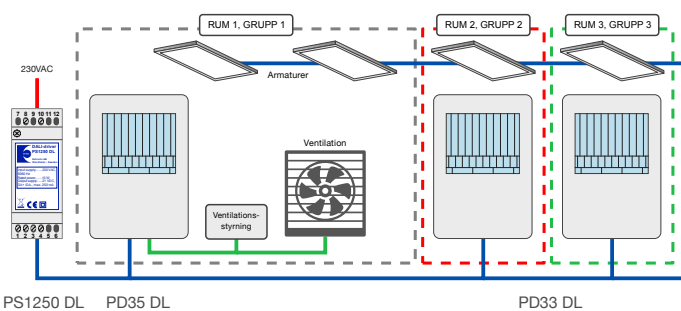 RUM 1, GRUPP 1
RUM 2, GRUPP 2
RUM 3, GRUPP 3
230VAC
Armaturer
7 8 9 10 11 12
DALI-driver
PS1250 DL
Ventilation
Ventilations-
styrning
1 2 3 4 5 6
PS1250 DL
PD35 DL
PD33 DL